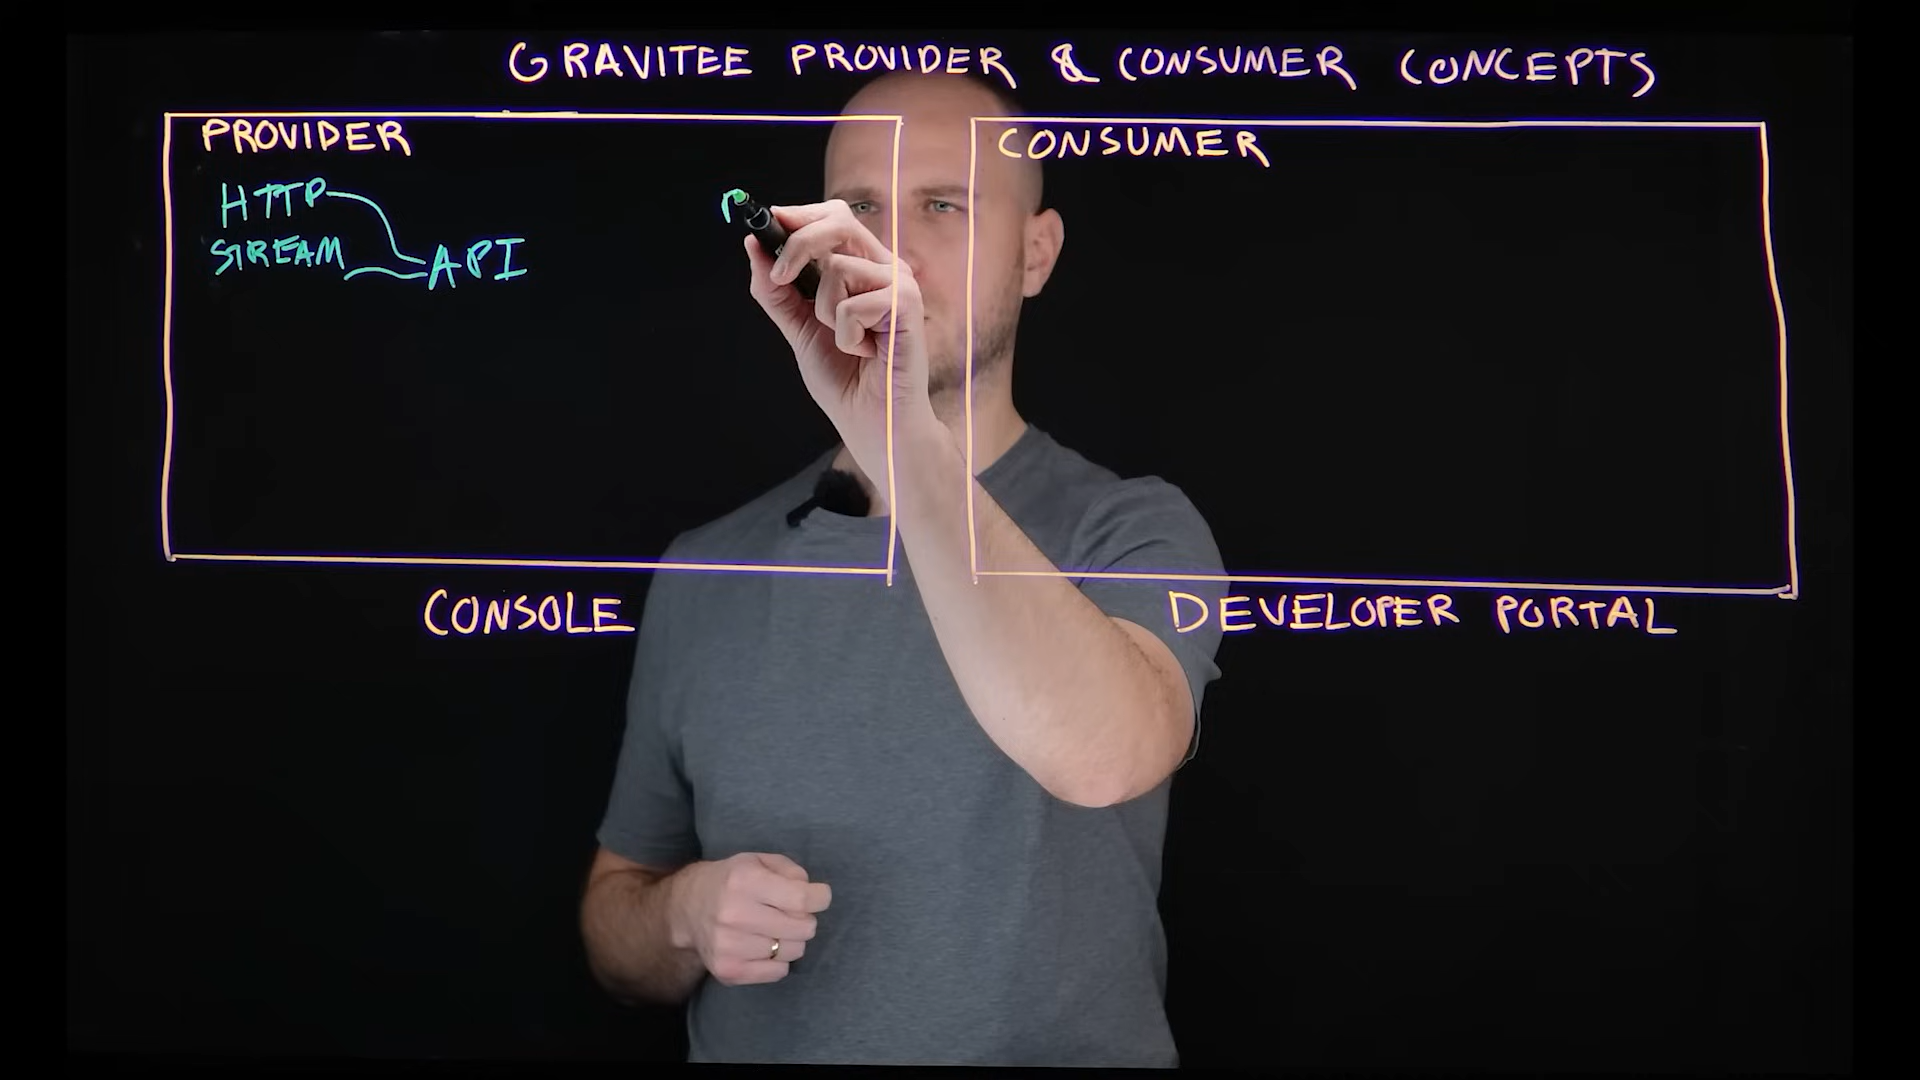 GRAVITEE PROVIDER & CONSUMER CONCEPTS
PROVIDER
HTTP
STREAM
API
CONSUMER
CONSOLE
DEVELOPER PORTAL